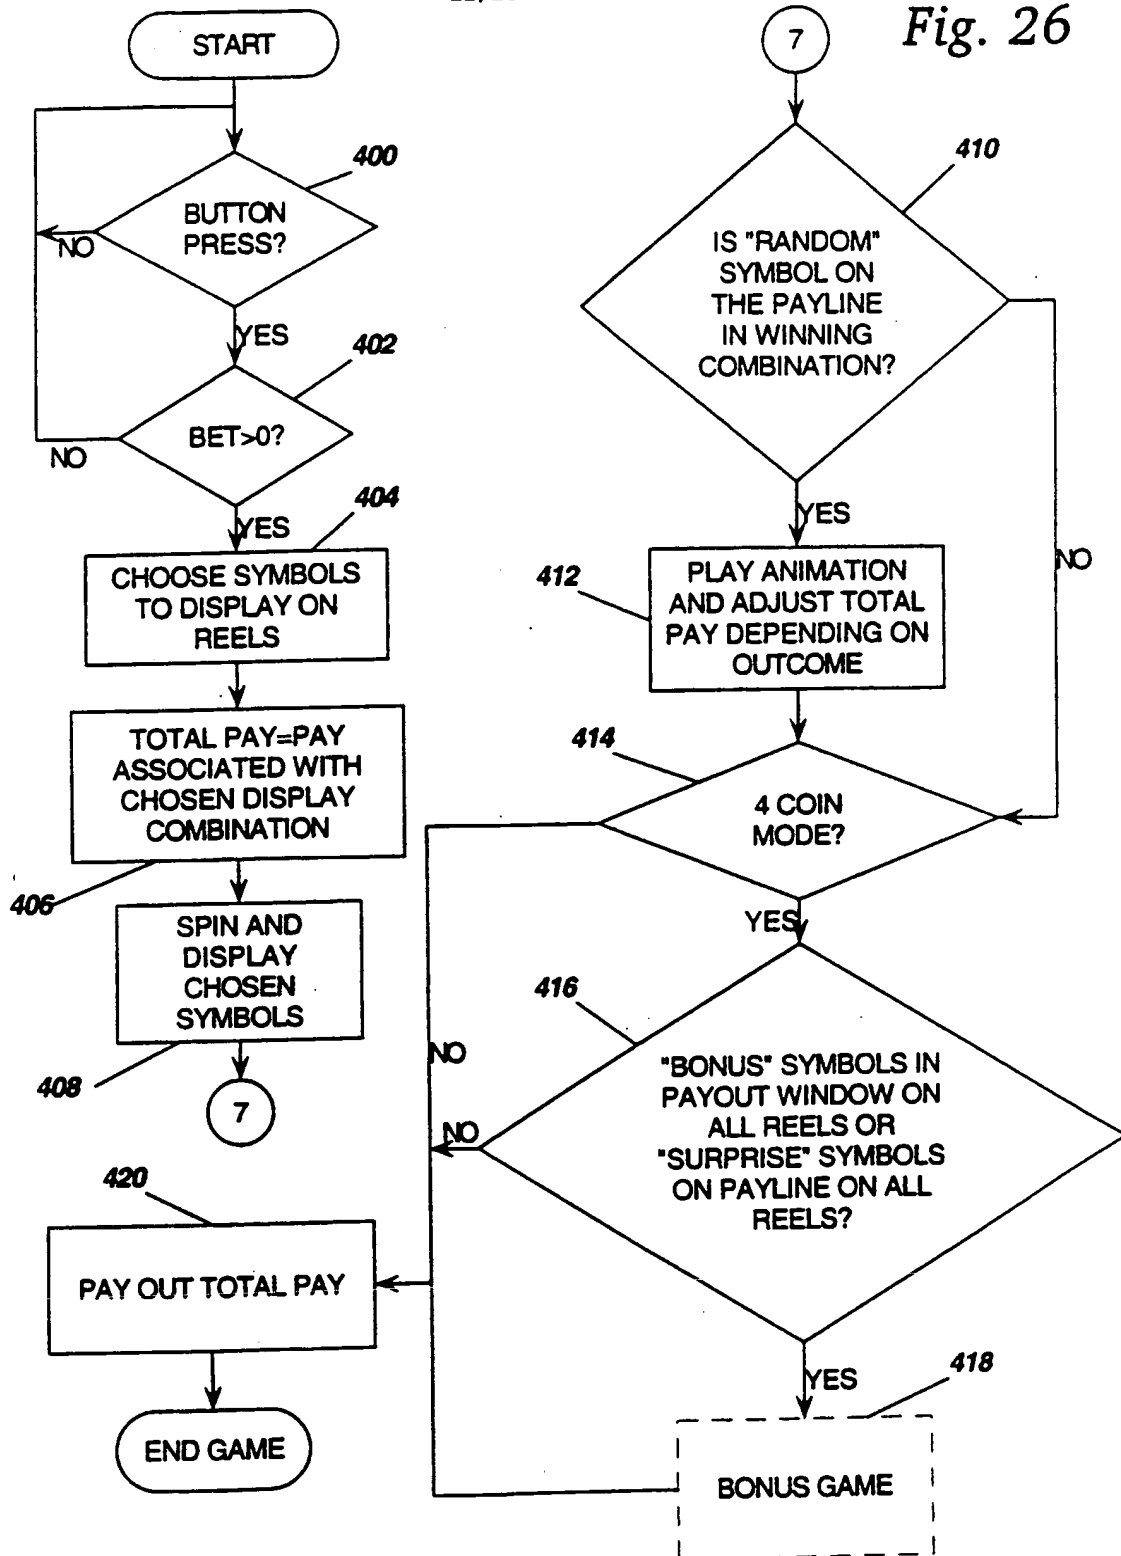 Fig. 26
START
400
BUTTON
PRESS?
NO
YES
402
BET>0?
NO
YES
404
CHOOSE SYMBOLS
TO DISPLAY ON
REELS
TOTAL PAY=PAY
ASSOCIATED WITH
CHOSEN DISPLAY
COMBINATION
406
SPIN AND
DISPLAY
CHOSEN
SYMBOLS
408
7
420
PAY OUT TOTAL PAY
END GAME
7
410
IS "RANDOM"
SYMBOL ON
THE PAYLINE
IN WINNING
COMBINATION?
YES
NO
412
PLAY ANIMATION
AND ADJUST TOTAL
PAY DEPENDING ON
OUTCOME
414
4 COIN
MODE?
YES
NO
416
"BONUS" SYMBOLS IN
PAYOUT WINDOW ON
ALL REELS OR
"SURPRISE" SYMBOLS
ON PAYLINE ON ALL
REELS?
NO
YES
418
BONUS GAME